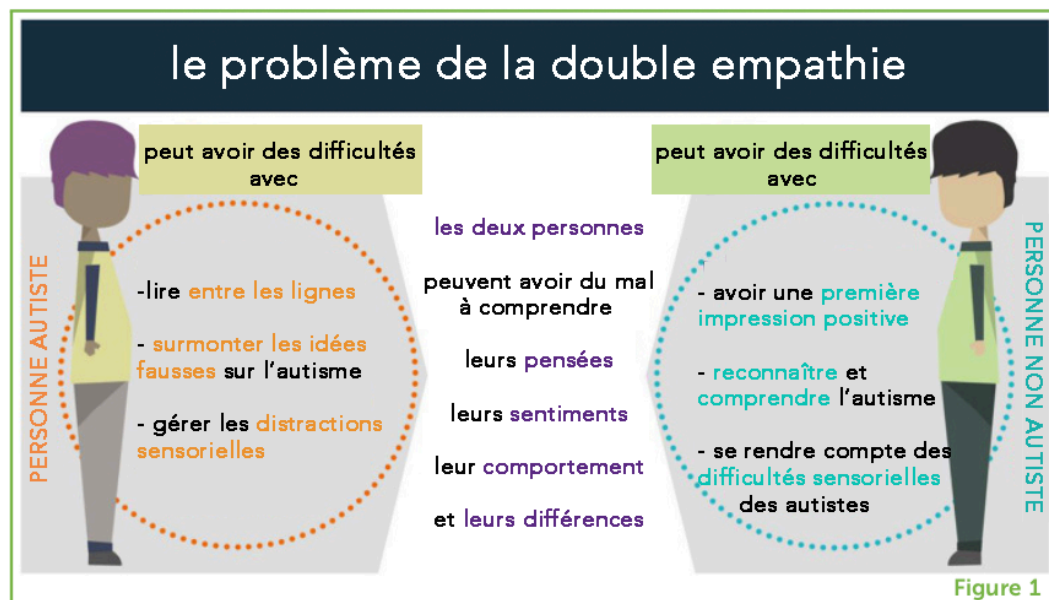 le problème de la double empathie
PERSONNE AUTISTE
peut avoir des difficultés
avec
-lire entre les lignes
- surmonter les idées
fausses sur l'autisme
- gérer les distractions
sensorielles
les deux personnes
peuvent avoir du mal
à comprendre
leurs pensées
leurs sentiments
leur comportement
et leurs différences
peut avoir des difficultés
avec
- avoir une première
impression positive
- reconnaître et
comprendre l'autisme
- se rendre compte des
difficultés sensorielles
des autistes
PERSONNE NON AUTISTE
Figure 1